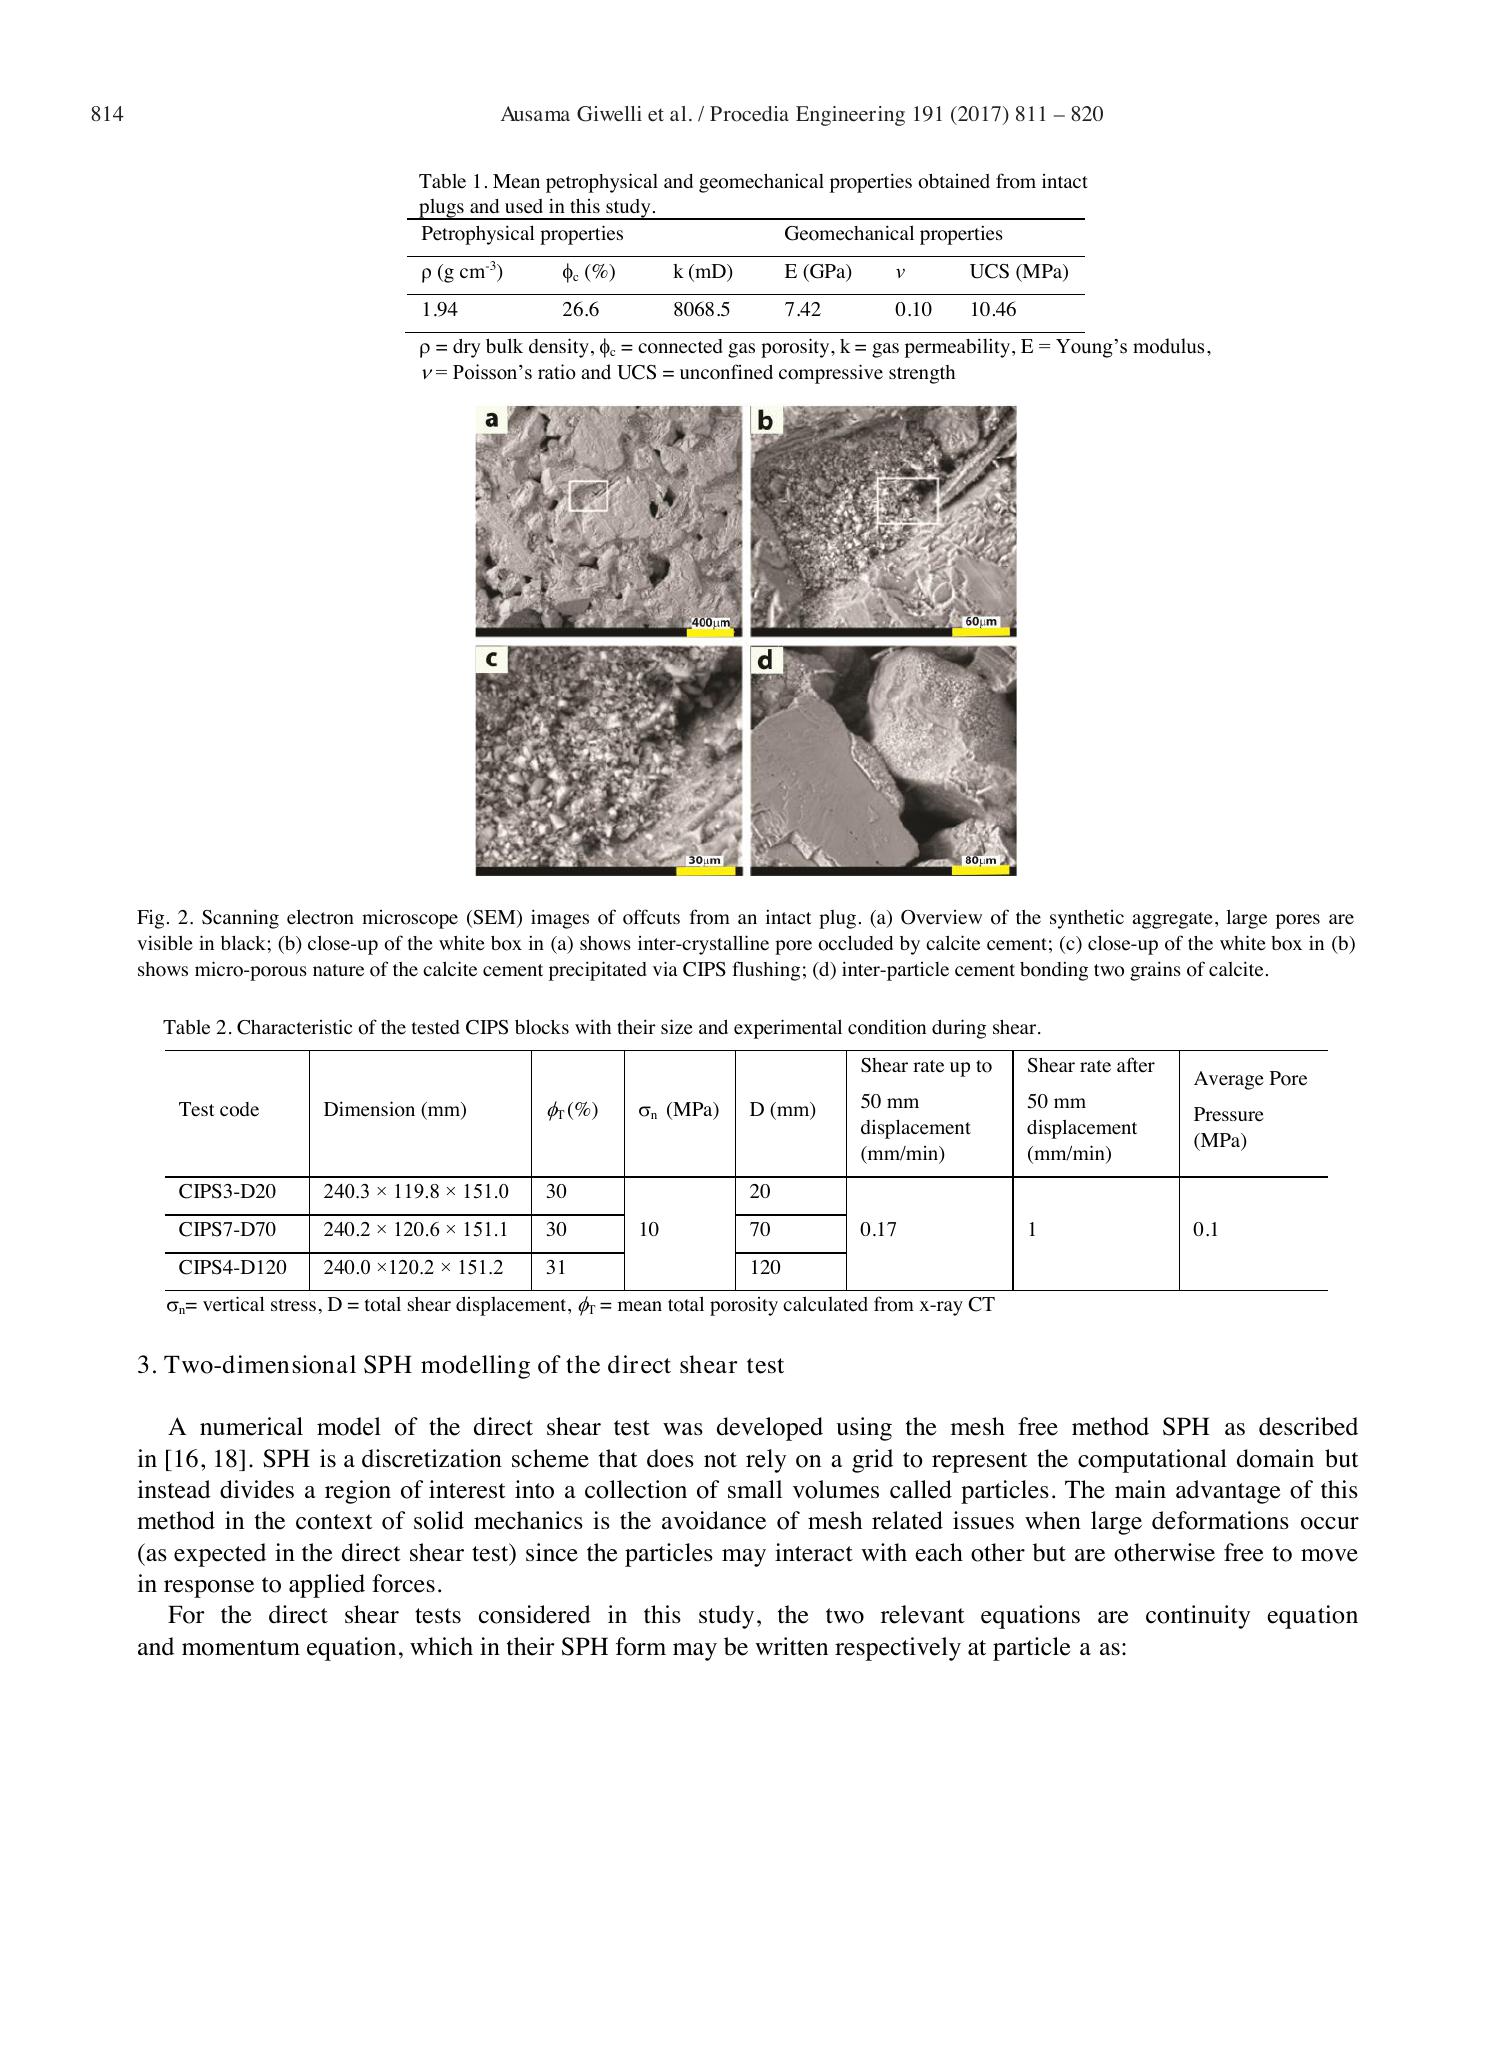 814
Ausama Giwelli et al. / Procedia Engineering 191 (2017) 811 – 820
Table 1. Mean petrophysical and geomechanical properties obtained from intact
plugs and used in this study.
Petrophysical properties Geomechanical properties
ρ (g cm⁻³) ϕc (%) k (mD) E (GPa) ν UCS (MPa)
1.94 26.6 8068.5 7.42 0.10 10.46
ρ = dry bulk density, ϕc = connected gas porosity, k = gas permeability, E = Young’s modulus,
ν = Poisson’s ratio and UCS = unconfined compressive strength
a
b
400μm
60μm
c
d
30μm
80μm
Fig. 2. Scanning electron microscope (SEM) images of offcuts from an intact plug. (a) Overview of the synthetic aggregate, large pores are
visible in black; (b) close-up of the white box in (a) shows inter-crystalline pore occluded by calcite cement; (c) close-up of the white box in (b)
shows micro-porous nature of the calcite cement precipitated via CIPS flushing; (d) inter-particle cement bonding two grains of calcite.
Table 2. Characteristic of the tested CIPS blocks with their size and experimental condition during shear.
Test code
Dimension (mm)
ϕT (%)
σn (MPa)
D (mm)
Shear rate up to
50 mm
displacement
(mm/min)
Shear rate after
50 mm
displacement
(mm/min)
Average Pore
Pressure
(MPa)
CIPS3-D20 240.3 × 119.8 × 151.0 30 20
CIPS7-D70 240.2 × 120.6 × 151.1 30 10 70 0.17 1 0.1
CIPS4-D120 240.0 ×120.2 × 151.2 31 120
σn= vertical stress, D = total shear displacement, ϕT = mean total porosity calculated from x-ray CT
3. Two-dimensional SPH modelling of the direct shear test
A numerical model of the direct shear test was developed using the mesh free method SPH as described
in [16, 18]. SPH is a discretization scheme that does not rely on a grid to represent the computational domain but
instead divides a region of interest into a collection of small volumes called particles. The main advantage of this
method in the context of solid mechanics is the avoidance of mesh related issues when large deformations occur
(as expected in the direct shear test) since the particles may interact with each other but are otherwise free to move
in response to applied forces.
For the direct shear tests considered in this study, the two relevant equations are continuity equation
and momentum equation, which in their SPH form may be written respectively at particle a as: